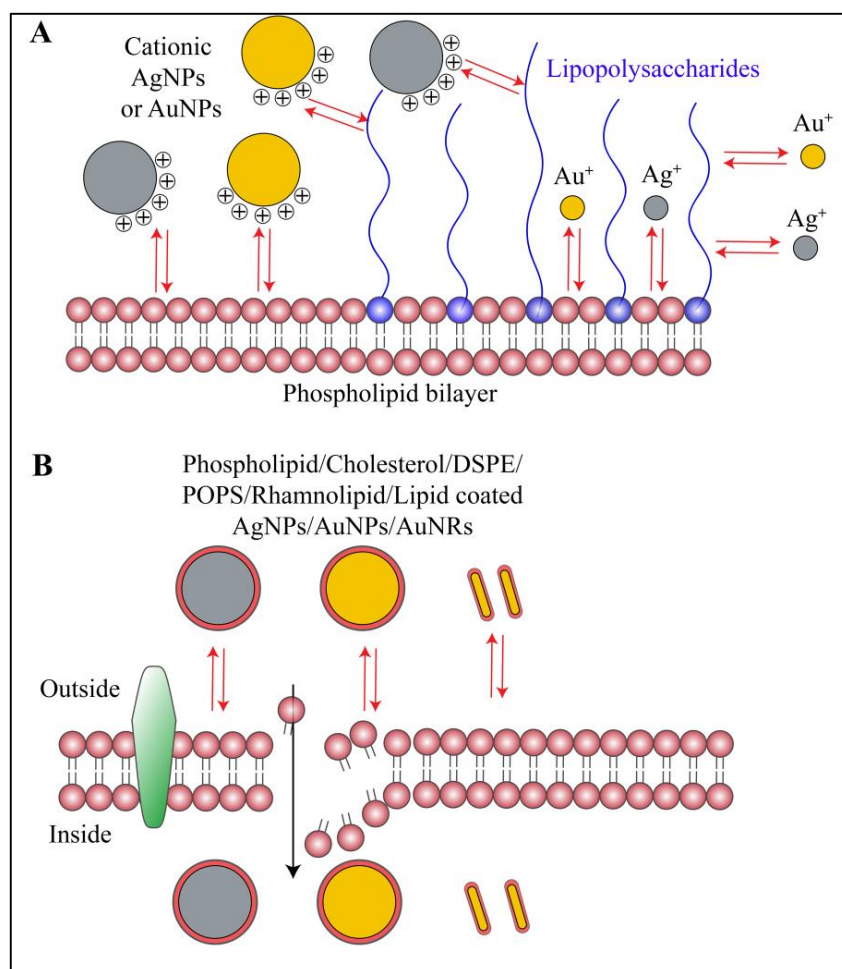 A
Cationic
AgNPs
or AuNPs
Lipopolysaccharides
Au⁺
Au⁺
Ag⁺
Ag⁺
Phospholipid bilayer
B
Phospholipid/Cholesterol/DSPE/
POPS/Rhamnolipid/Lipid coated
AgNPs/AuNPs/AuNRs
Outside
Inside